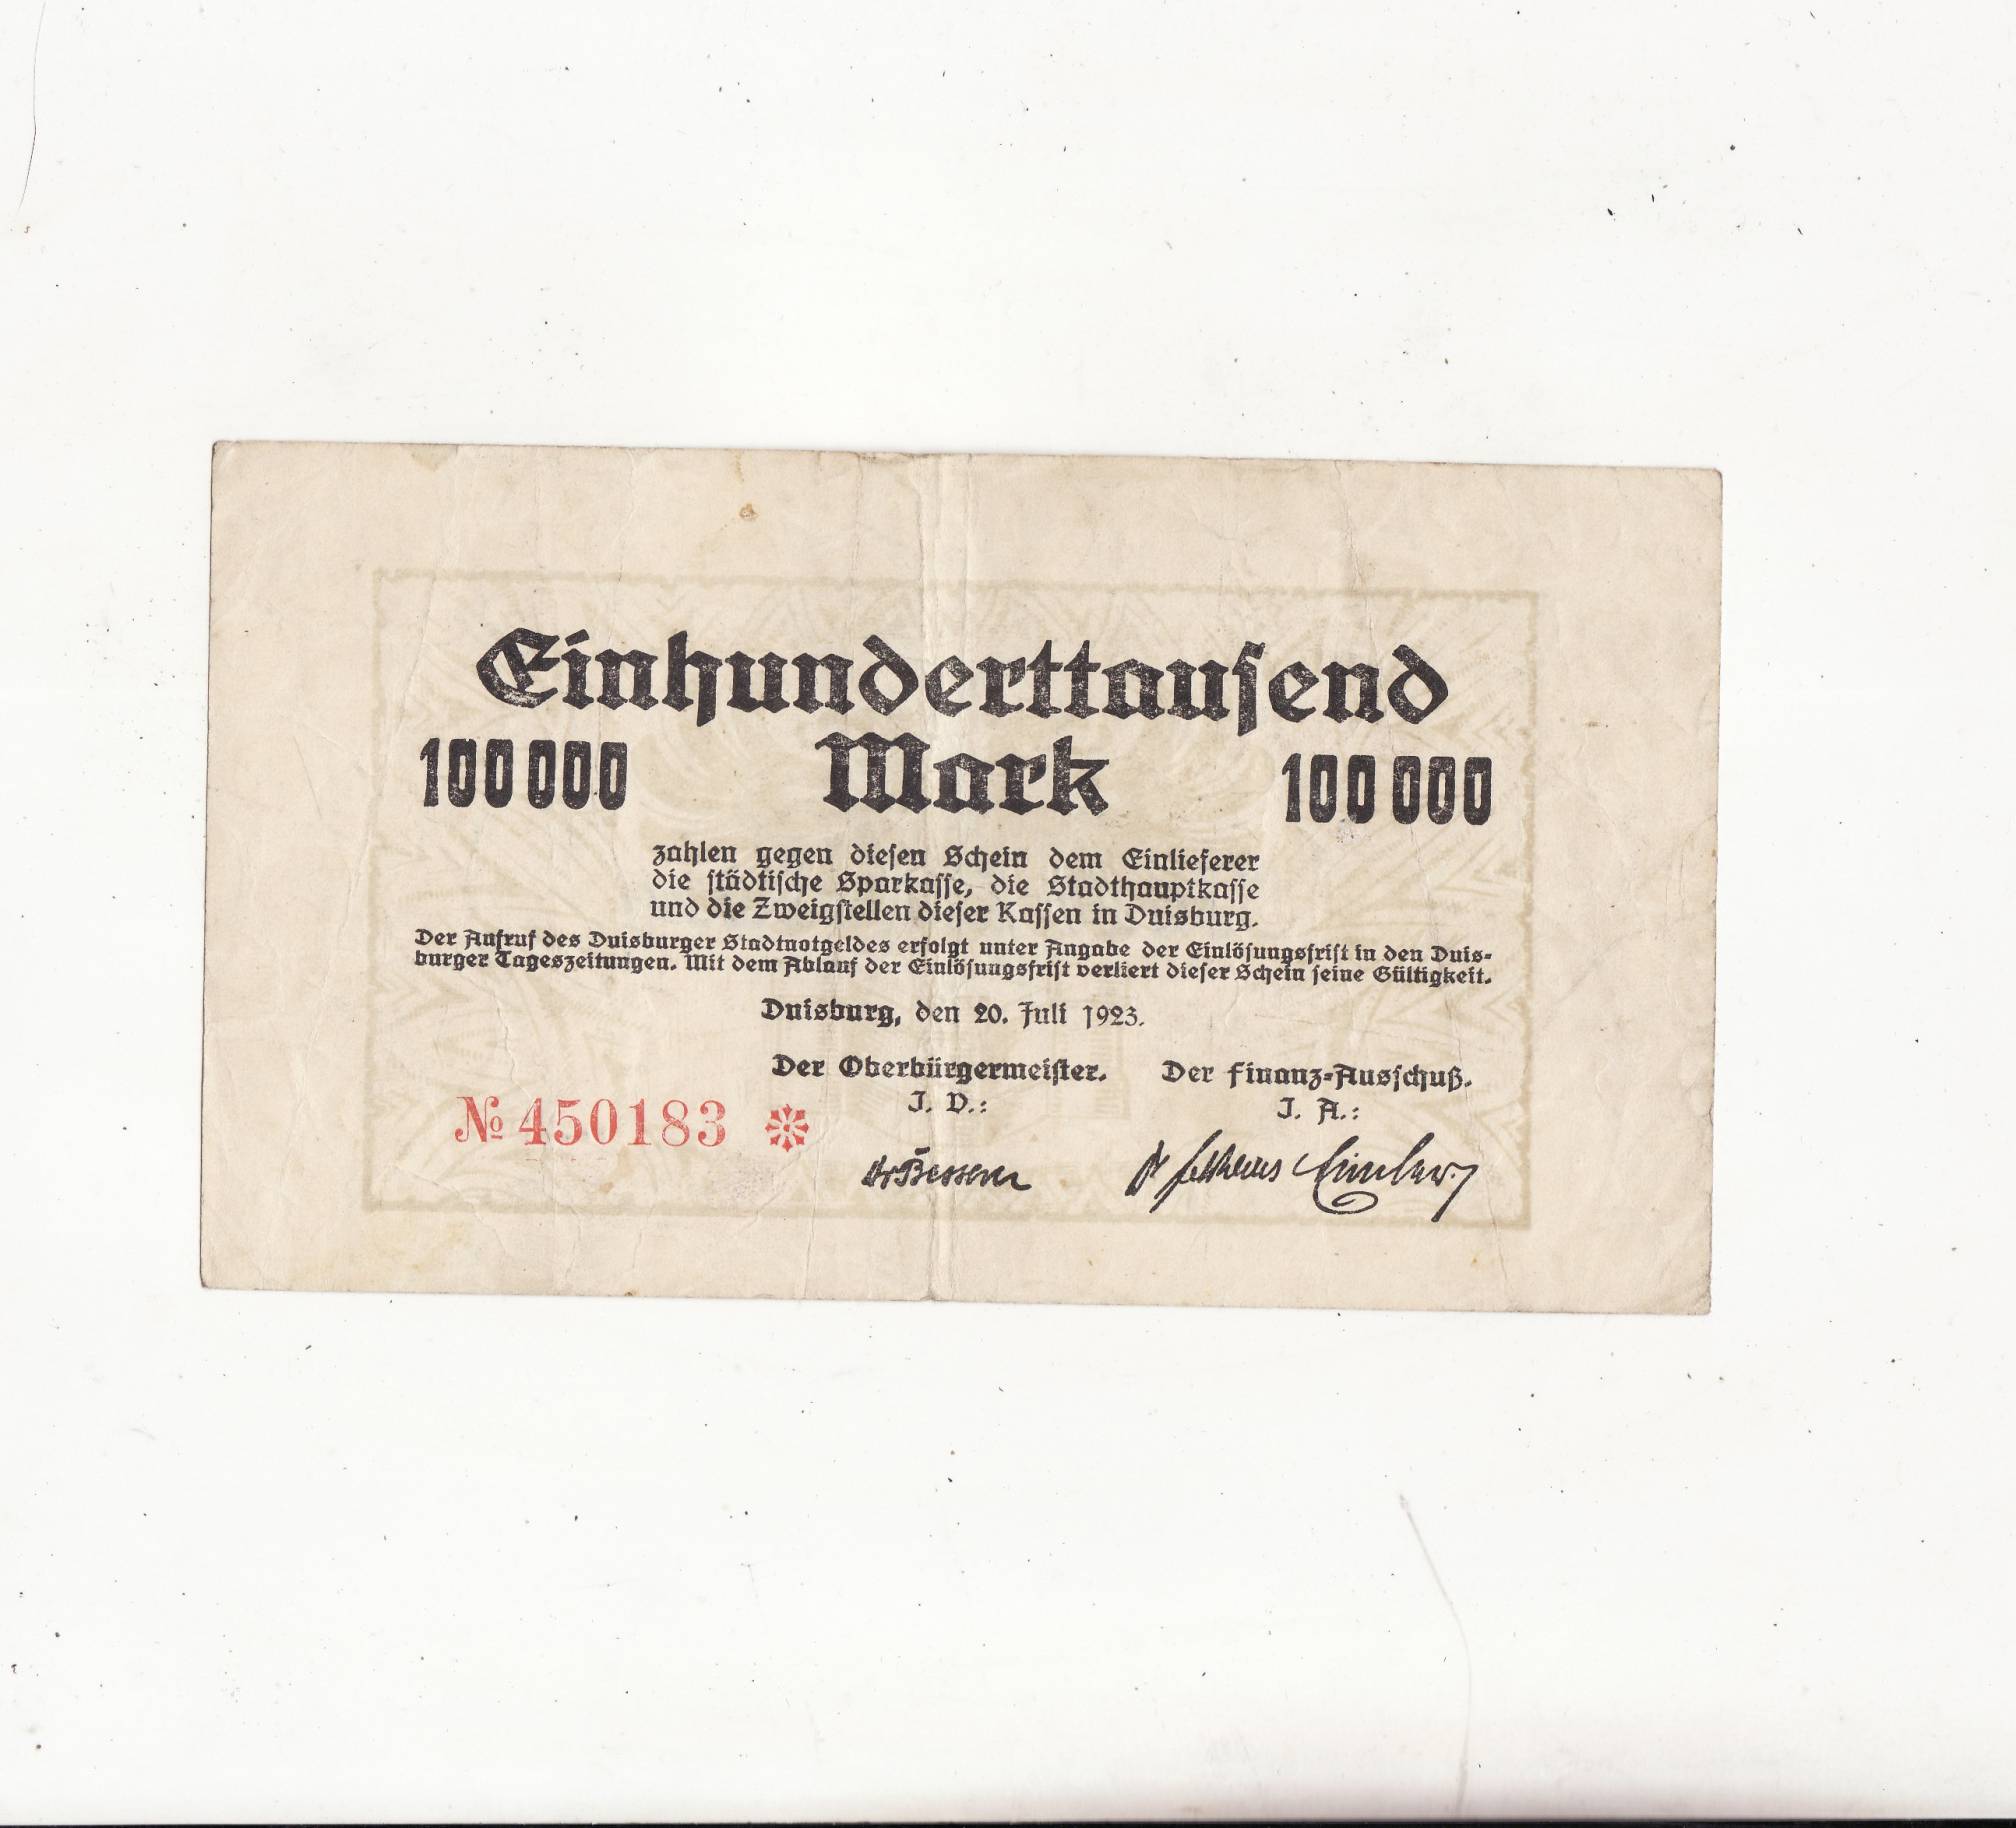 Einhunderttausend
100 000 Mark 100 000
zahlen gegen diesen Schein dem Einlieferer
die städtische Sparkasse, die Stadthauptkasse
und die Zweigstellen dieser Kassen in Duisburg.
Der Aufruf des Duisburger Stadtnotgeldes erfolgt unter Angabe der Einlösungsfrist in den Duis-
burger Tageszeitungen. Mit dem Ablauf der Einlösungsfrist verliert dieser Schein seine Gültigkeit.
Duisburg, den 20. Juli 1923.
Der Oberbürgermeister. Der Finanz-Ausschuß.
I. V.: I. A.:
№ 450183